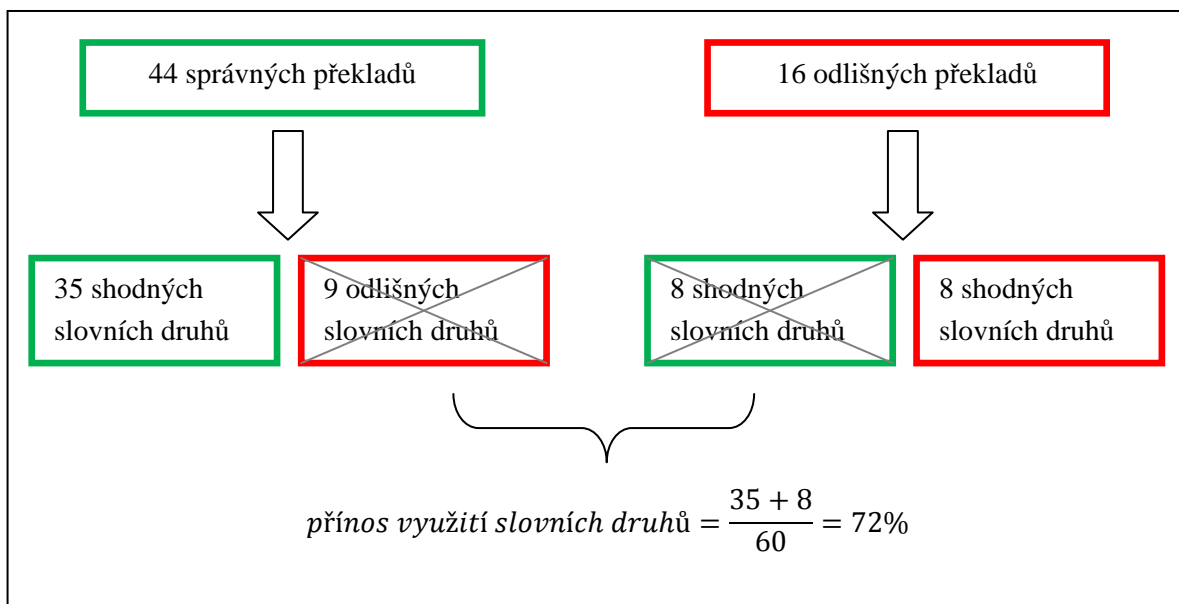 44 správných překladů
16 odlišných překladů
35 shodných
slovních druhů
9 odlišných
slovních druhů
8 shodných
slovních druhů
8 shodných
slovních druhů
přínos využití slovních druhů = (35 + 8)/60 = 72%